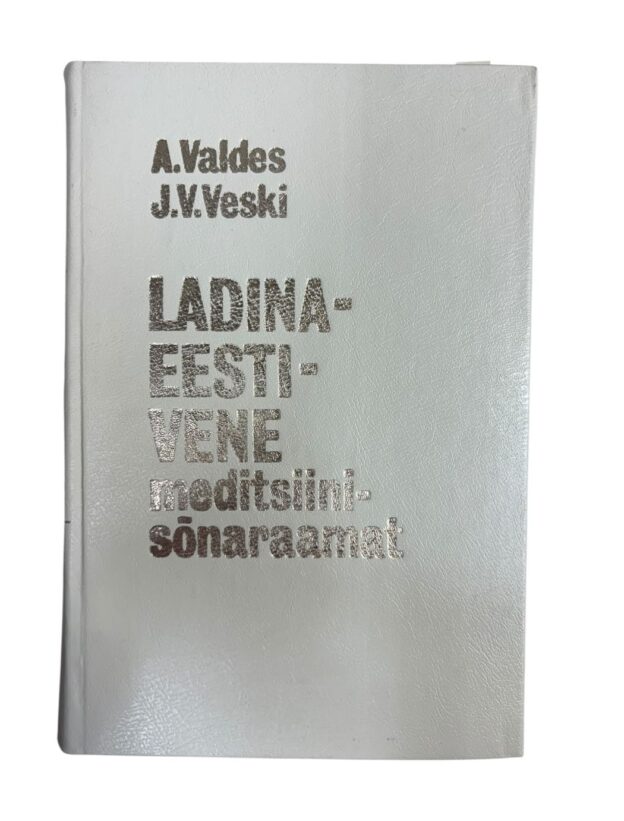 A.Valdes
J.V.Veski
LADINA-
EESTI-
VENE
meditsiini-
sõnaraamat